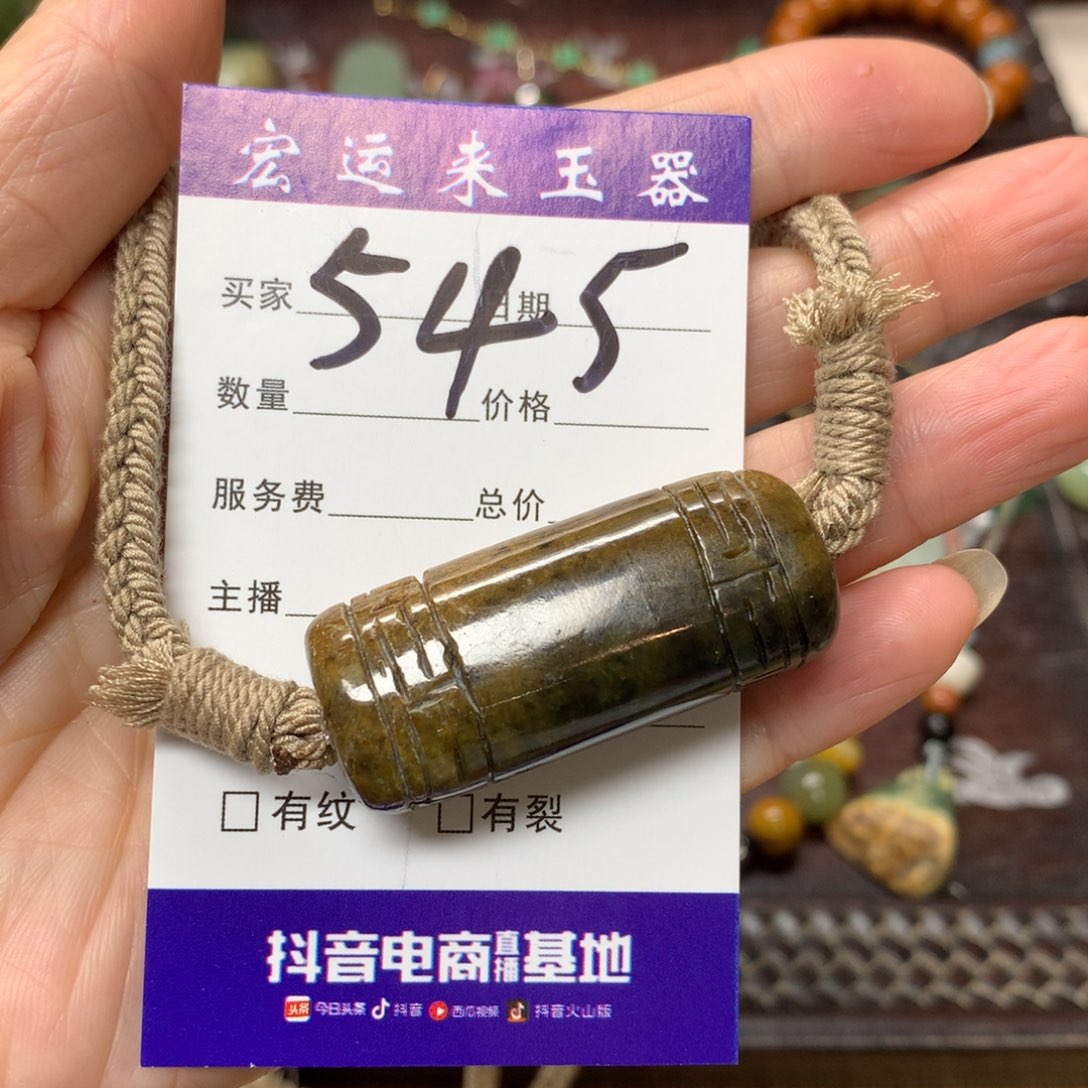 宏运来玉器
545
买家 日期
数量 价格
服务费 总价
主播
有纹 有裂
抖音电商直播基地
头条 今日头条 抖音 西瓜视频 抖音火山版